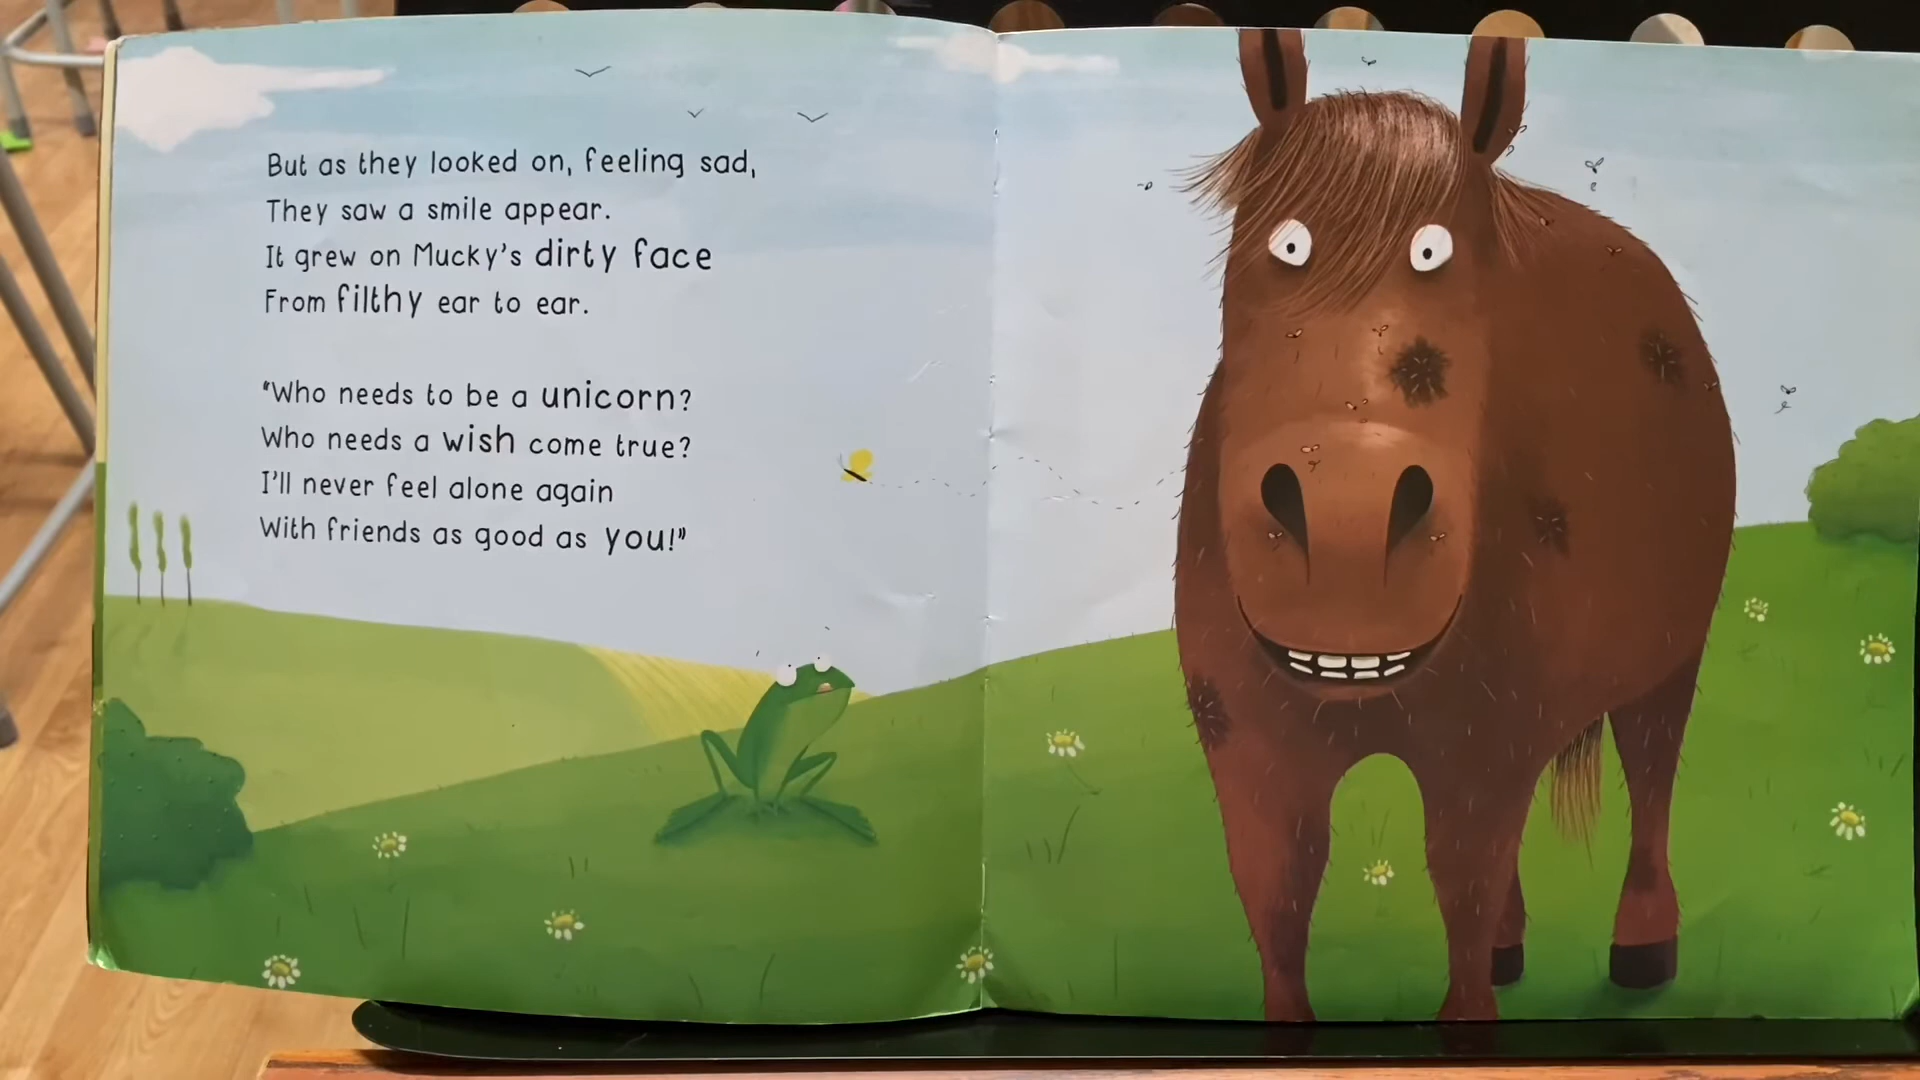 But as they looked on, feeling sad,
They saw a smile appear.
It grew on Mucky's dirty face
From filthy ear to ear.
"Who needs to be a unicorn?
Who needs a wish come true?
I'll never feel alone again
With friends as good as you!"